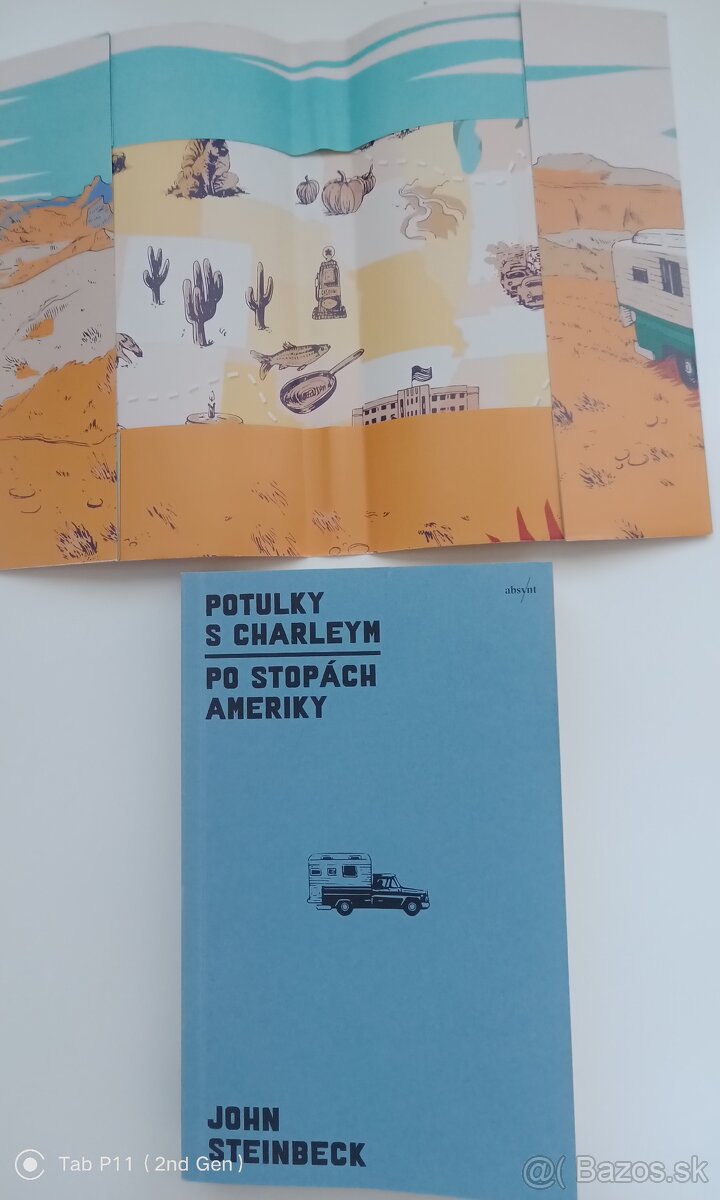 POTULKY
S CHARLEYM
PO STOPÁCH
AMERIKY
absynt
JOHN
STEINBECK
Tab P11 (2nd Gen)
@( Bazos.sk